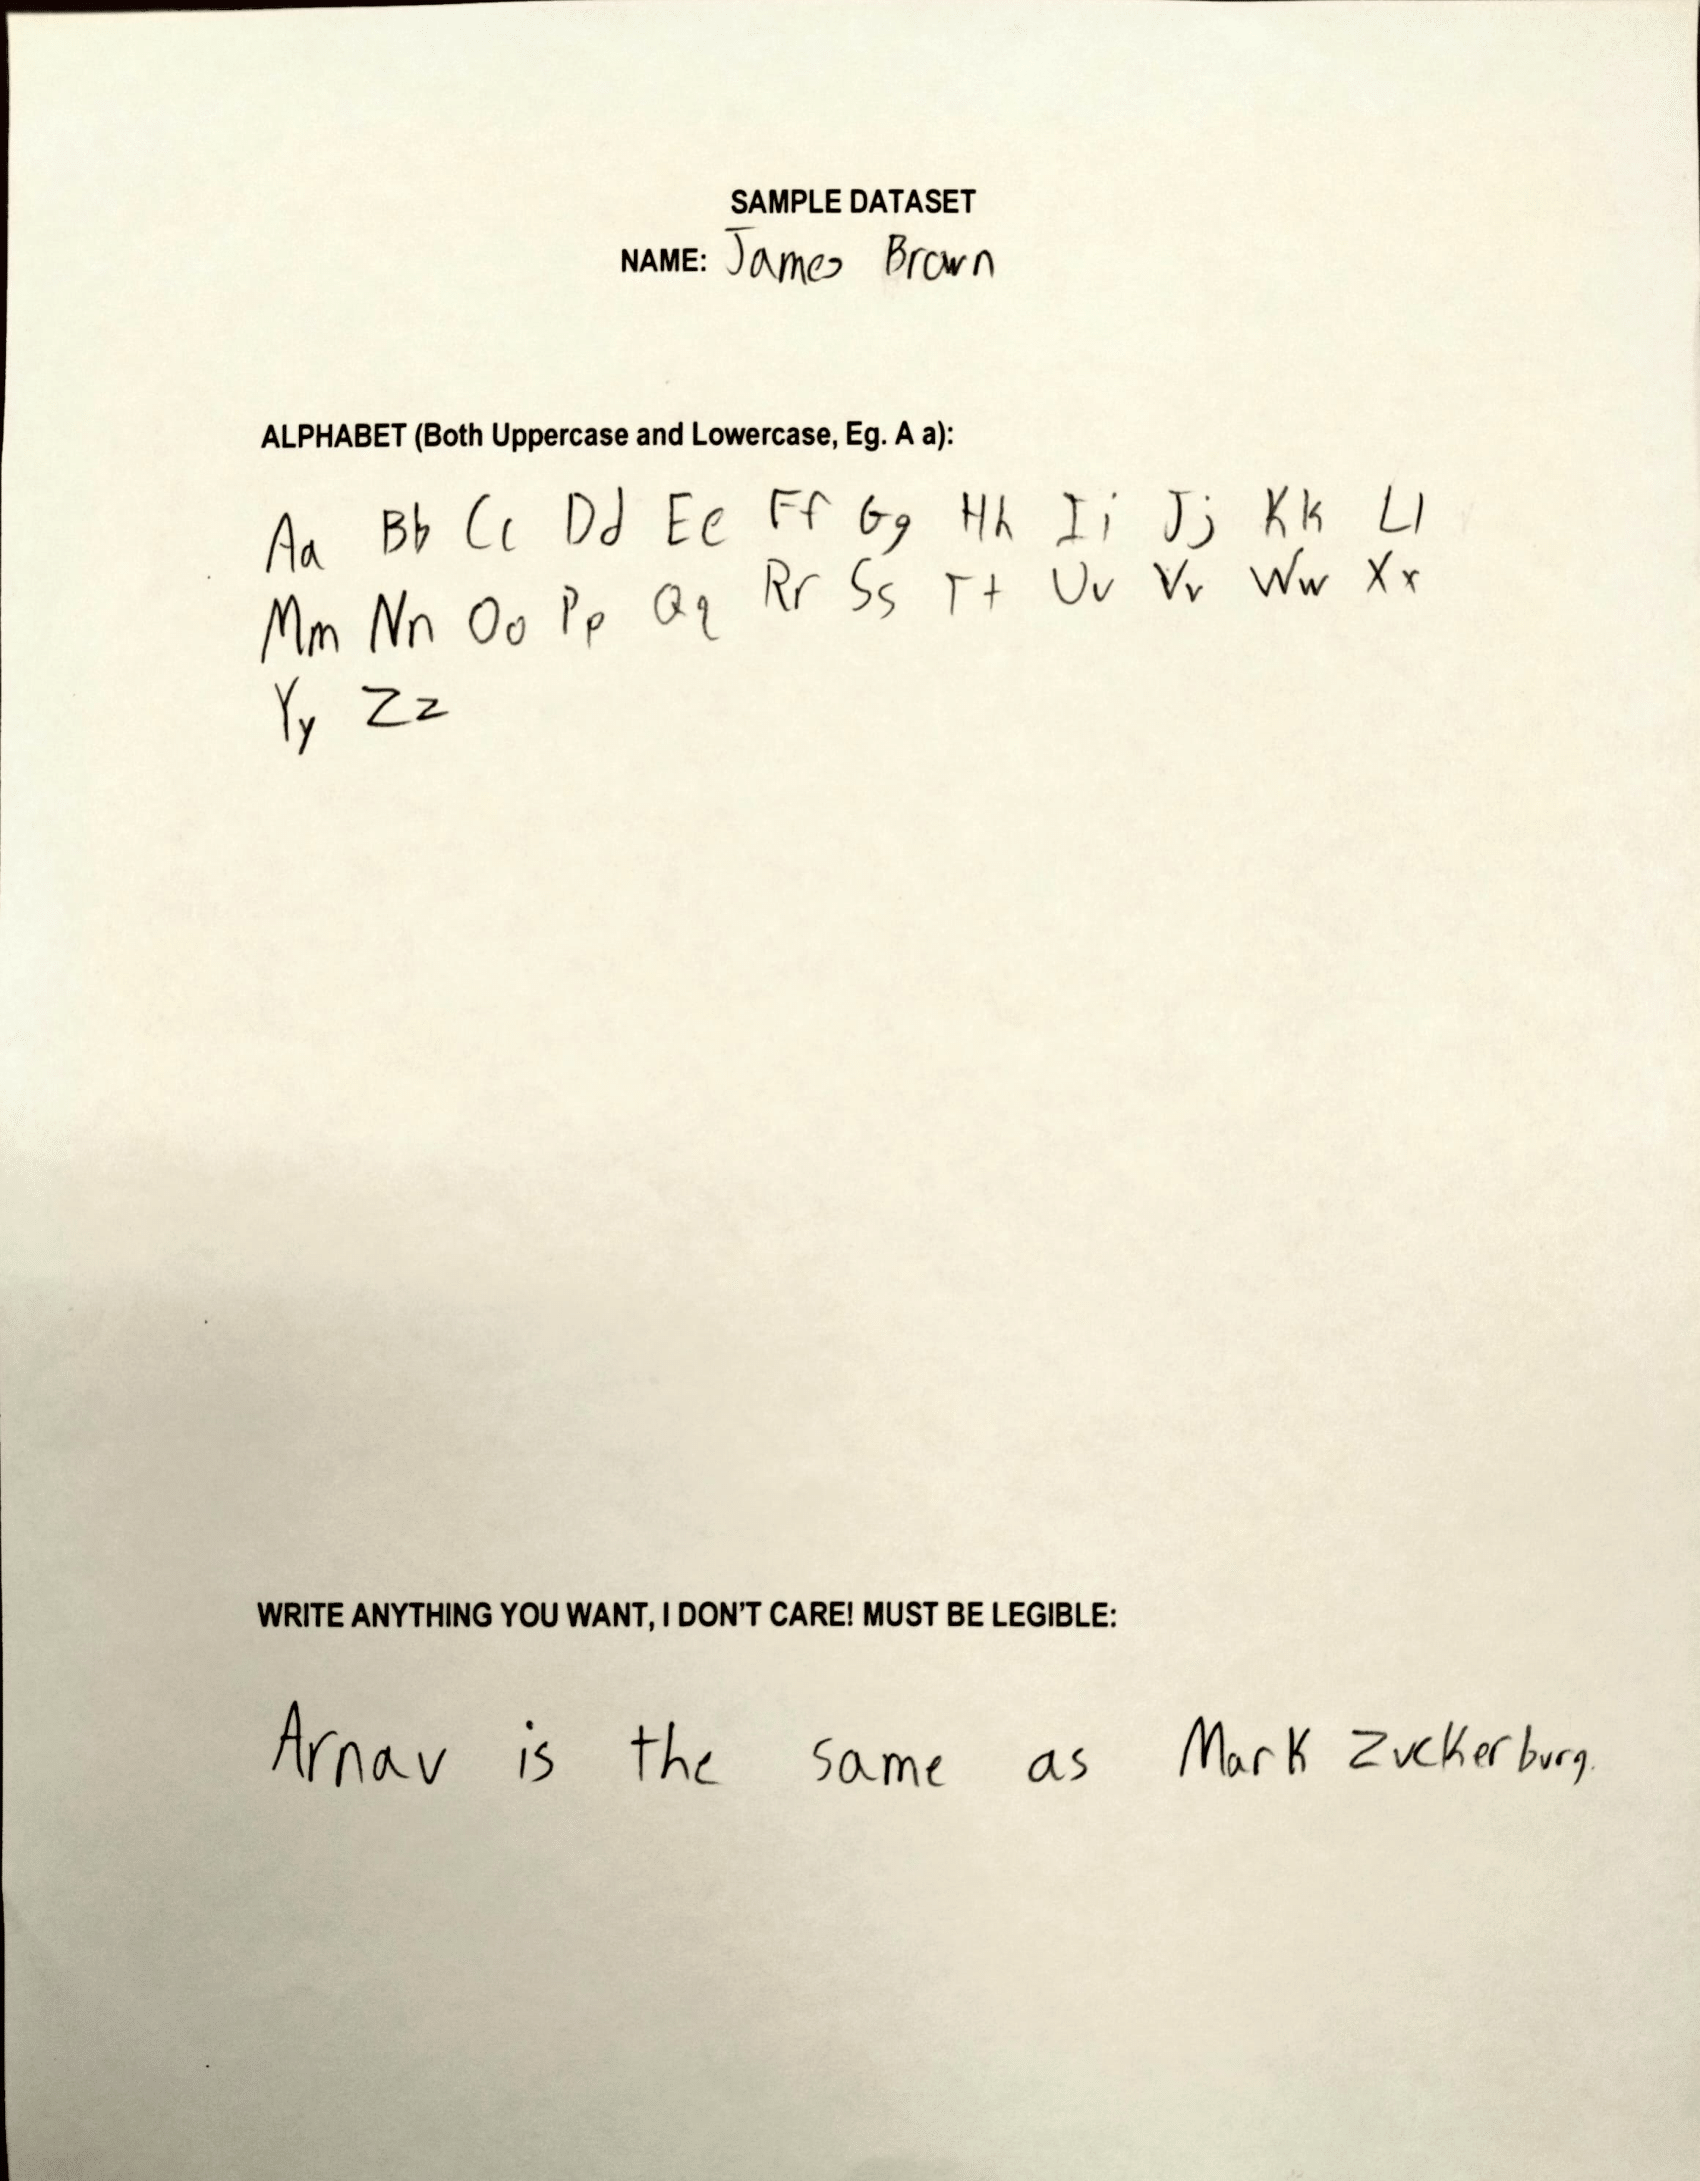 SAMPLE DATASET
NAME: James Brown
ALPHABET (Both Uppercase and Lowercase, Eg. A a):
Aa Bb Cc Dd Ee Ff Gg Hh Ii Jj Kk Ll
Mm Nn Oo Pp Qq Rr Ss Tt Uu Vv Ww Xx
Yy Zz
WRITE ANYTHING YOU WANT, I DON'T CARE! MUST BE LEGIBLE:
Arnav is the same as Mark Zuckerburg.